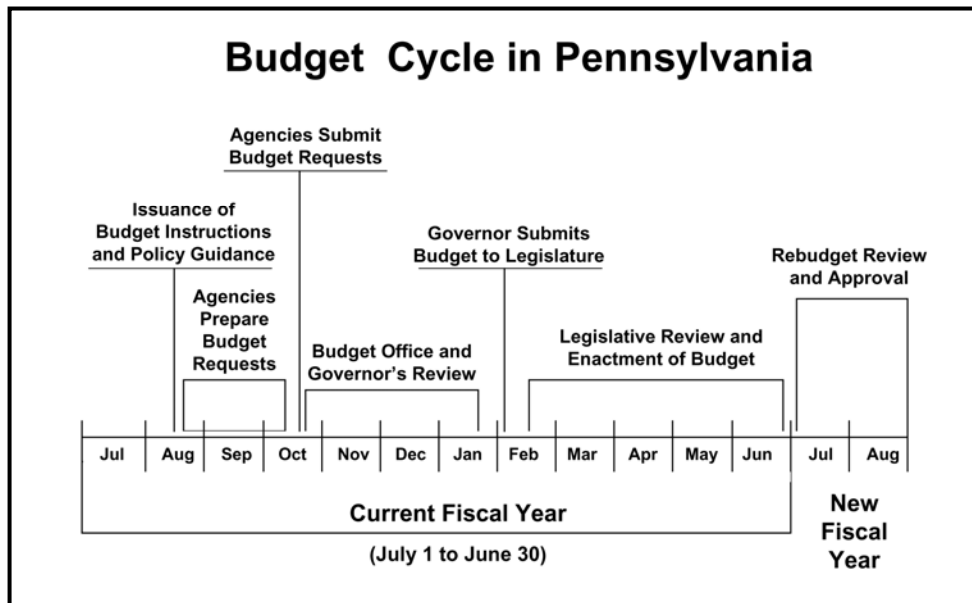 Budget Cycle in Pennsylvania
Agencies Submit
Budget Requests
Issuance of
Budget Instructions
and Policy Guidance
Governor Submits
Budget to Legislature
Rebudget Review
and Approval
Agencies
Prepare
Budget
Requests
Budget Office and
Governor's Review
Legislative Review and
Enactment of Budget
Jul Aug Sep Oct Nov Dec Jan Feb Mar Apr May Jun Jul Aug
Current Fiscal Year
(July 1 to June 30)
New
Fiscal
Year